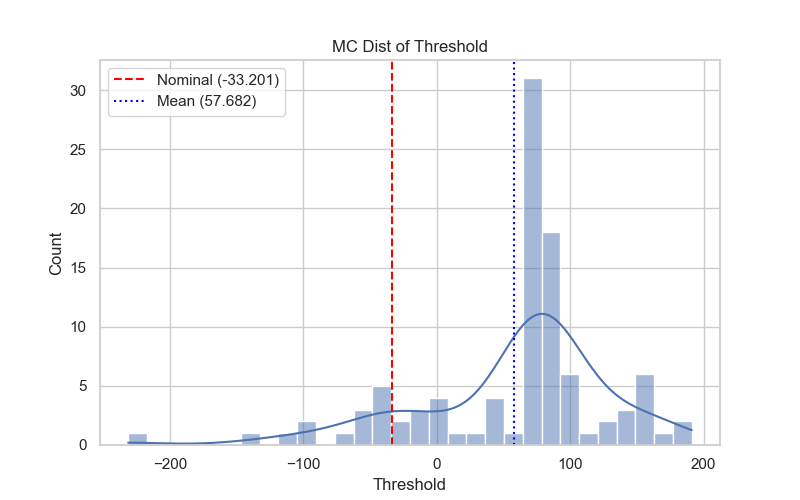 MC Dist of Threshold
Nominal (-33.201)
Mean (57.682)
Count
30
25
20
15
10
5
0
−200
−100
0
100
200
Threshold